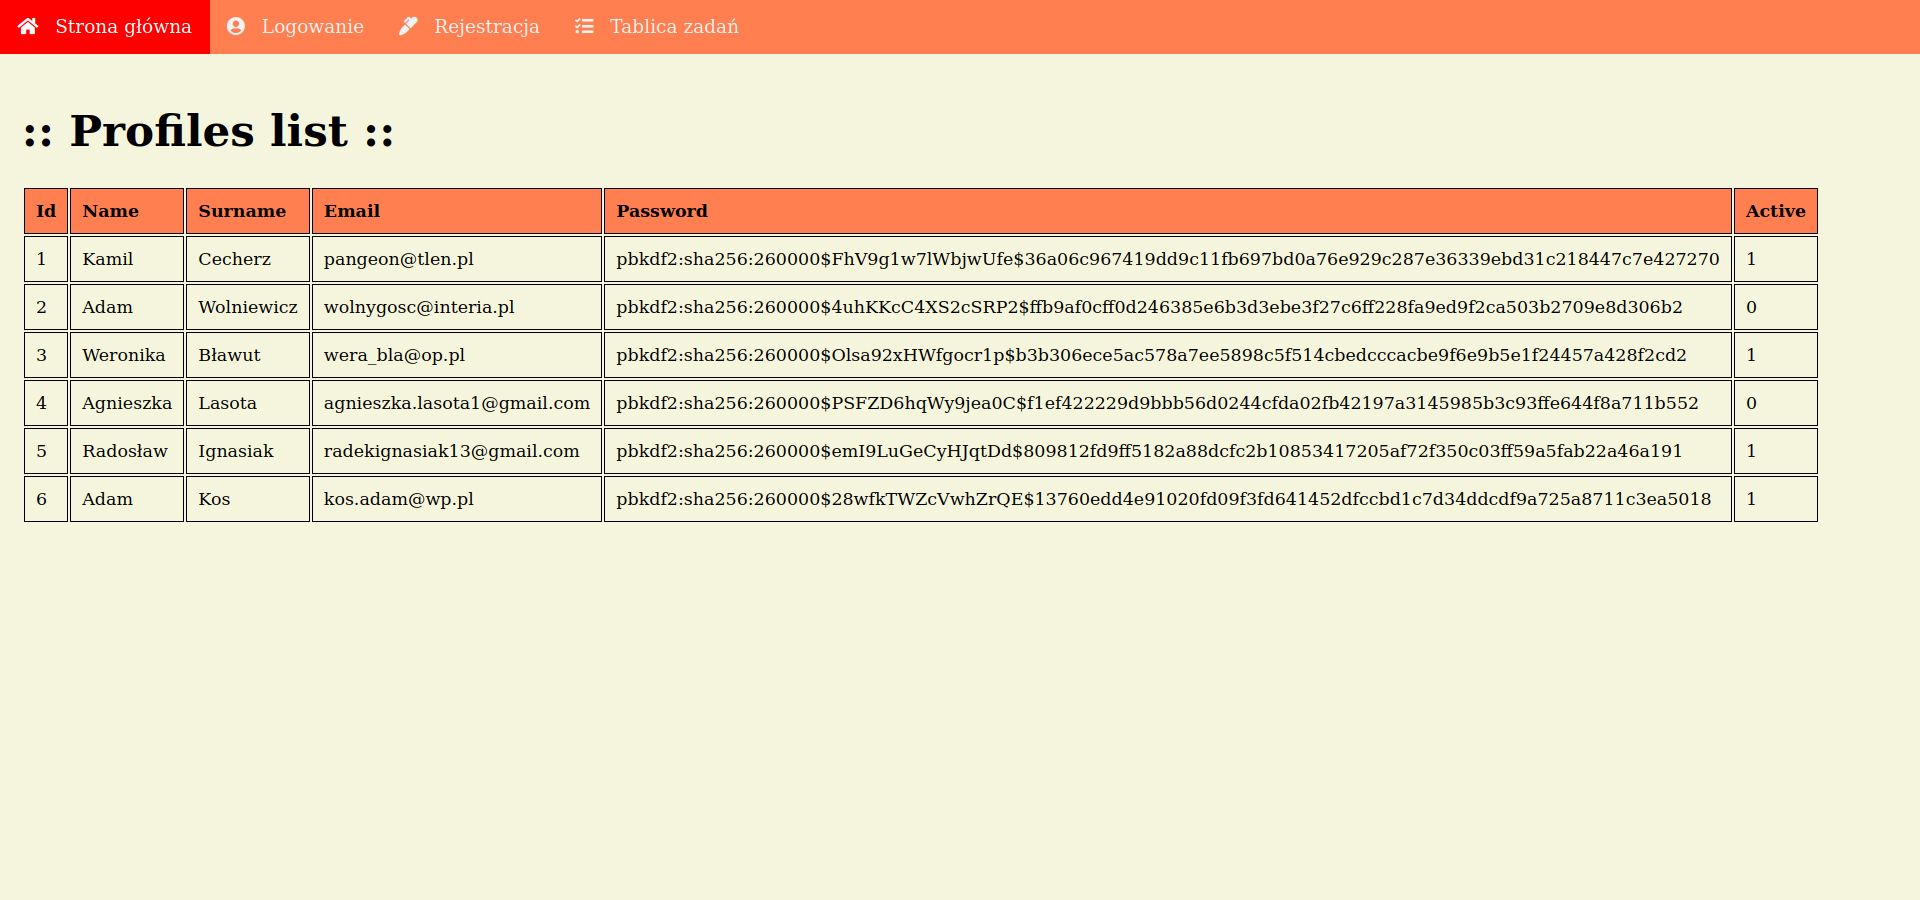 Strona główna Logowanie Rejestracja Tablica zadań
:: Profiles list ::
Id Name Surname Email Password Active
1 Kamil Cecherz pangeon@tlen.pl pbkdf2:sha256:260000$FhV9g1w7lWbjwUfe$36a06c967419dd9c11fb697bd0a76e929c287e36339ebd31c218447c7e427270 1
2 Adam Wolniewicz wolnygosc@interia.pl pbkdf2:sha256:260000$4uhKKcC4XS2cSRP2$ffb9af0cff0d246385e6b3d3ebe3f27c6ff228fa9ed9f2ca503b2709e8d306b2 0
3 Weronika Bławut wera_bla@op.pl pbkdf2:sha256:260000$Olsa92xHWfgocr1p$b3b306ece5ac578a7ee5898c5f514cbedcccacbe9f6e9b5e1f24457a428f2cd2 1
4 Agnieszka Lasota agnieszka.lasota1@gmail.com pbkdf2:sha256:260000$PSFZD6hqWy9jea0C$f1ef422229d9bbb56d0244cfda02fb42197a3145985b3c93ffe644f8a711b552 0
5 Radosław Ignasiak radekignasiak13@gmail.com pbkdf2:sha256:260000$emI9LuGeCyHJqtDd$809812fd9ff5182a88dcfc2b10853417205af72f350c03ff59a5fab22a46a191 1
6 Adam Kos kos.adam@wp.pl pbkdf2:sha256:260000$28wfkTWZcVwhZrQE$13760edd4e91020fd09f3fd641452dfccbd1c7d34ddcdf9a725a8711c3ea5018 1